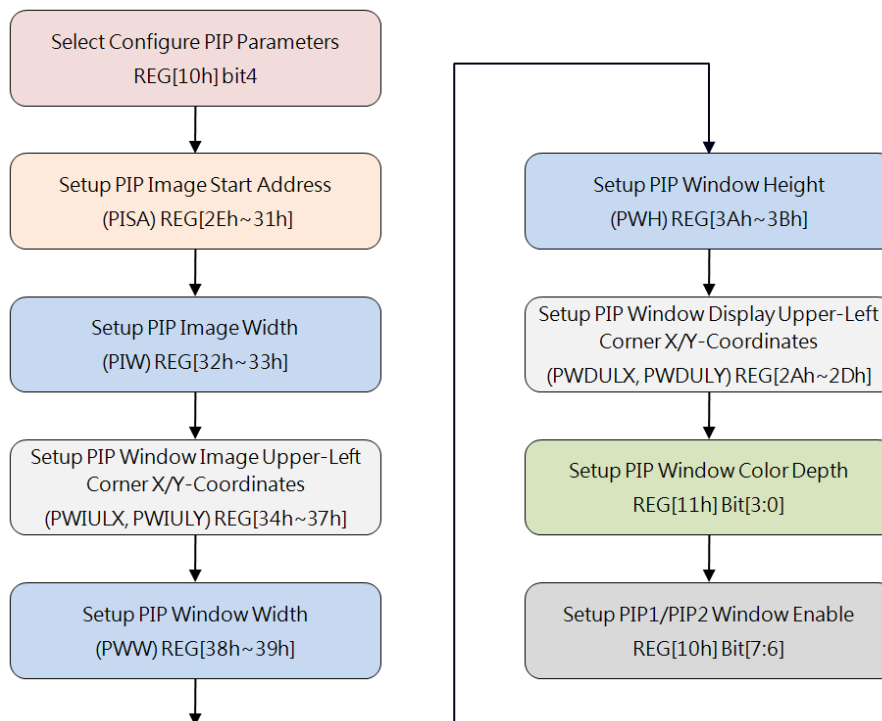 Select Configure PIP Parameters
REG[10h] bit4
Setup PIP Image Start Address
(PISA) REG[2Eh~31h]
Setup PIP Image Width
(PIW) REG[32h~33h]
Setup PIP Window Image Upper-Left
Corner X/Y-Coordinates
(PWIULX, PWIULY) REG[34h~37h]
Setup PIP Window Width
(PWW) REG[38h~39h]
Setup PIP Window Height
(PWH) REG[3Ah~3Bh]
Setup PIP Window Display Upper-Left
Corner X/Y-Coordinates
(PWDULX, PWDULY) REG[2Ah~2Dh]
Setup PIP Window Color Depth
REG[11h] Bit[3:0]
Setup PIP1/PIP2 Window Enable
REG[10h] Bit[7:6]